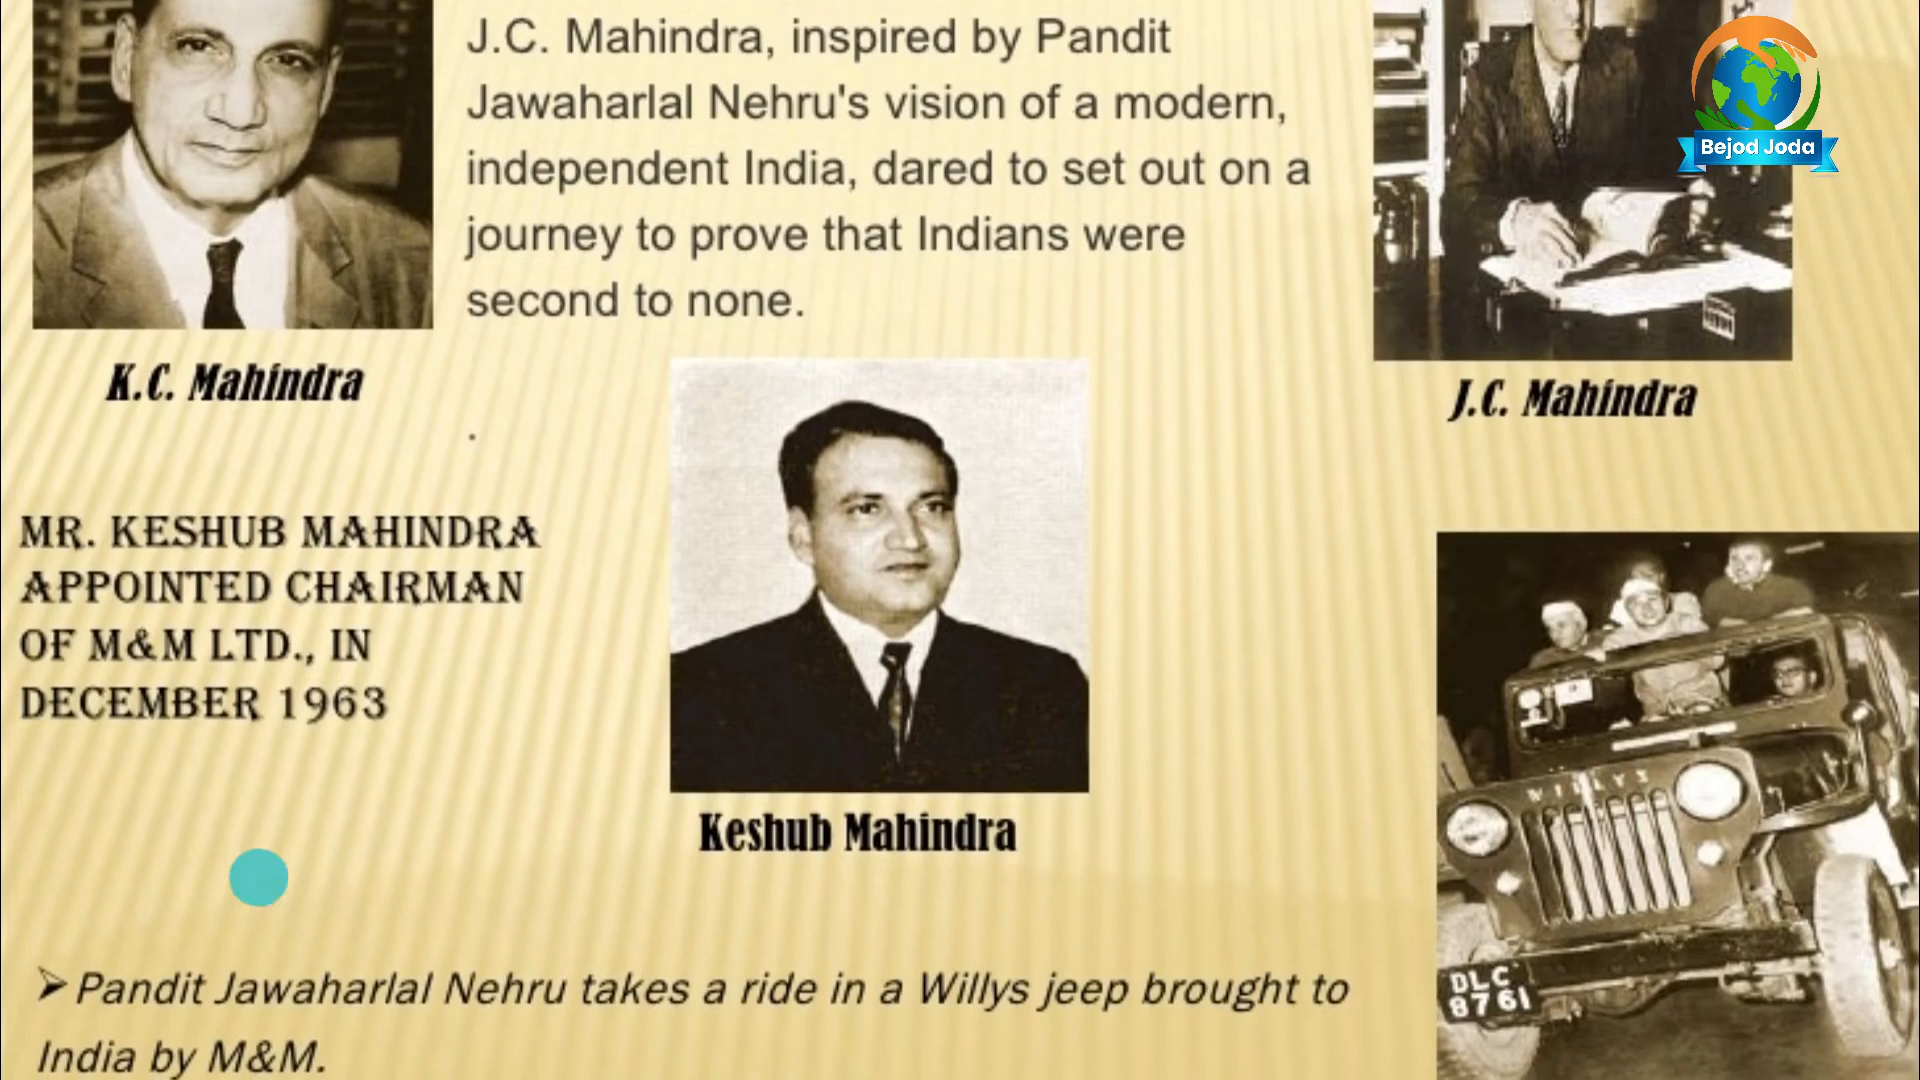 J.C. Mahindra, inspired by Pandit
Jawaharlal Nehru's vision of a modern,
independent India, dared to set out on a
journey to prove that Indians were
second to none.
Bejod Joda
K.C. Mahindra
J.C. Mahindra
.
MR. KESHUB MAHINDRA
APPOINTED CHAIRMAN
OF M&M LTD., IN
DECEMBER 1963
Keshub Mahindra
WILLYS
DLC
8761
➢Pandit Jawaharlal Nehru takes a ride in a Willys jeep brought to
India by M&M.